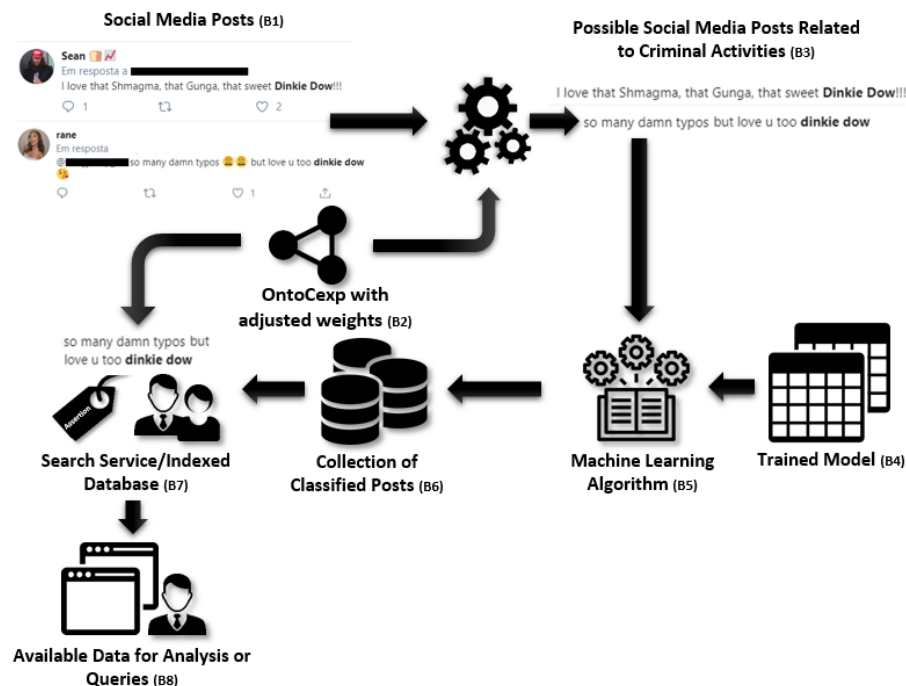 Social Media Posts (B1)
Sean
Em resposta a
I love that Shmagma, that Gunga, that sweet Dinkie Dow!!!
1
2
rane
Em resposta
@ so many damn typos but love u too dinkie dow
1
Possible Social Media Posts Related
to Criminal Activities (B3)
I love that Shmagma, that Gunga, that sweet Dinkie Dow!!!
so many damn typos but love u too dinkie dow
OntoCexp with
adjusted weights (B2)
so many damn typos but
love u too dinkie dow
Assertion
Search Service/Indexed
Database (B7)
Collection of
Classified Posts (B6)
Machine Learning
Algorithm (B5)
Trained Model (B4)
Available Data for Analysis or
Queries (B8)